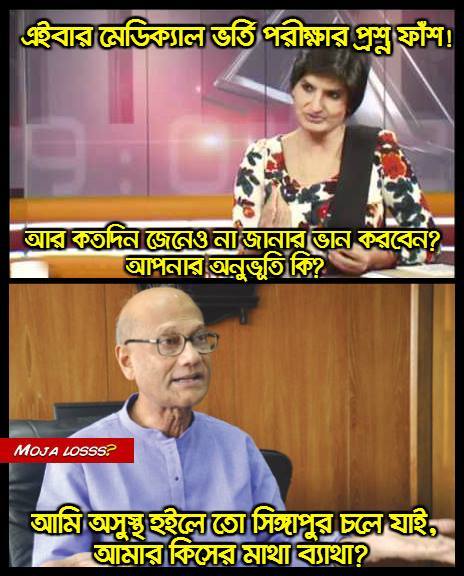 এইবার মেডিক্যাল ভর্তি পরীক্ষার প্রশ্ন ফাঁশ!
আর কতদিন জেনেও না জানার ভান করবেন?
আপনার অনুভূতি কি?
MOJA LOSSS?
আমি অসুস্থ হইলে তো সিঙ্গাপুর চলে যাই,
আমার কিসের মাথা ব্যাথা?